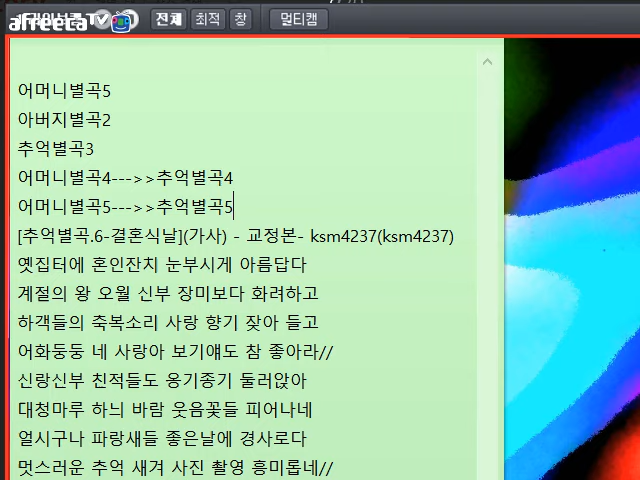 afreeca
전체 최적 창 멀티캠
어머니별곡5
아버지별곡2
추억별곡3
어머니별곡4--->>추억별곡4
어머니별곡5--->>추억별곡5
[추억별곡.6-결혼식날](가사) - 교정본- ksm4237(ksm4237)
옛집터에 혼인잔치 눈부시게 아름답다
계절의 왕 오월 신부 장미보다 화려하고
하객들의 축복소리 사랑 향기 잦아 들고
어화둥둥 네 사랑아 보기얘도 참 좋아라//
신랑신부 친적들도 옹기종기 둘러앉아
대청마루 하늬 바람 웃음꽃들 피어나네
얼시구나 파랑새들 좋은날에 경사로다
멋스러운 추억 새겨 사진 촬영 흥미롭네//